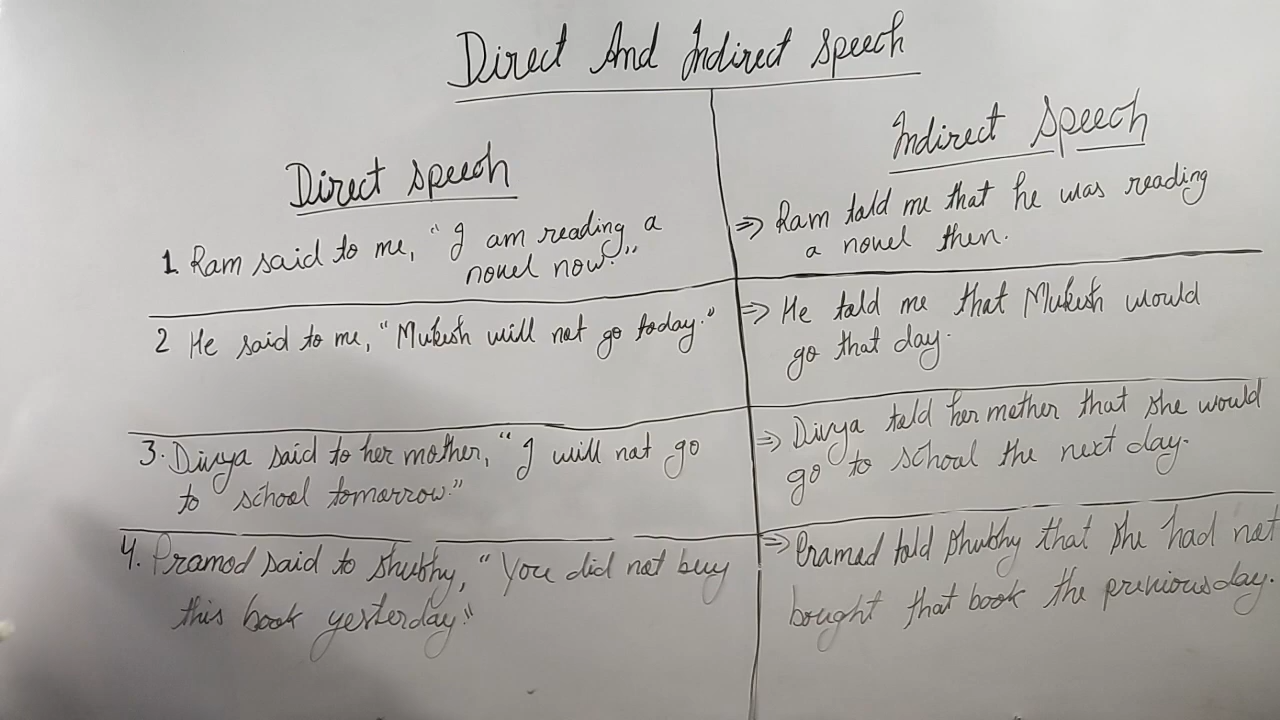 Direct And Indirect Speech
Direct Speech
1. Ram said to me, "I am reading a
novel now."
2 He said to me, "Mukesh will not go today."
3. Divya said to her mother, "I will not go
to school tomorrow."
4. Pramod said to Shubhy, "You did not buy
this book yesterday."
Indirect Speech
⇒ Ram told me that he was reading
a novel then.
⇒ He told me that Mukesh would
go that day.
⇒ Divya told her mother that she would
go to school the next day.
⇒ Pramod told Shubhy that she had not
bought that book the previous day.